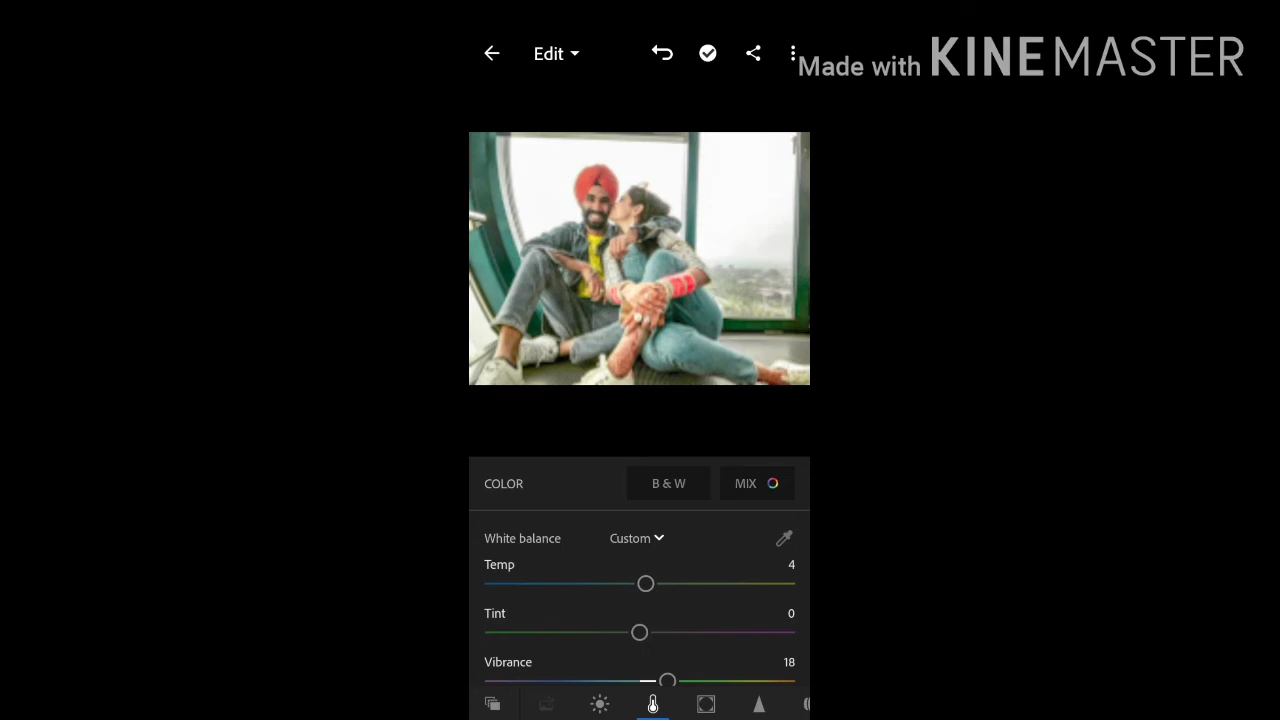 Edit
Made with KINEMASTER
COLOR
B & W
MIX
White balance
Custom
Temp
4
Tint
0
Vibrance
18